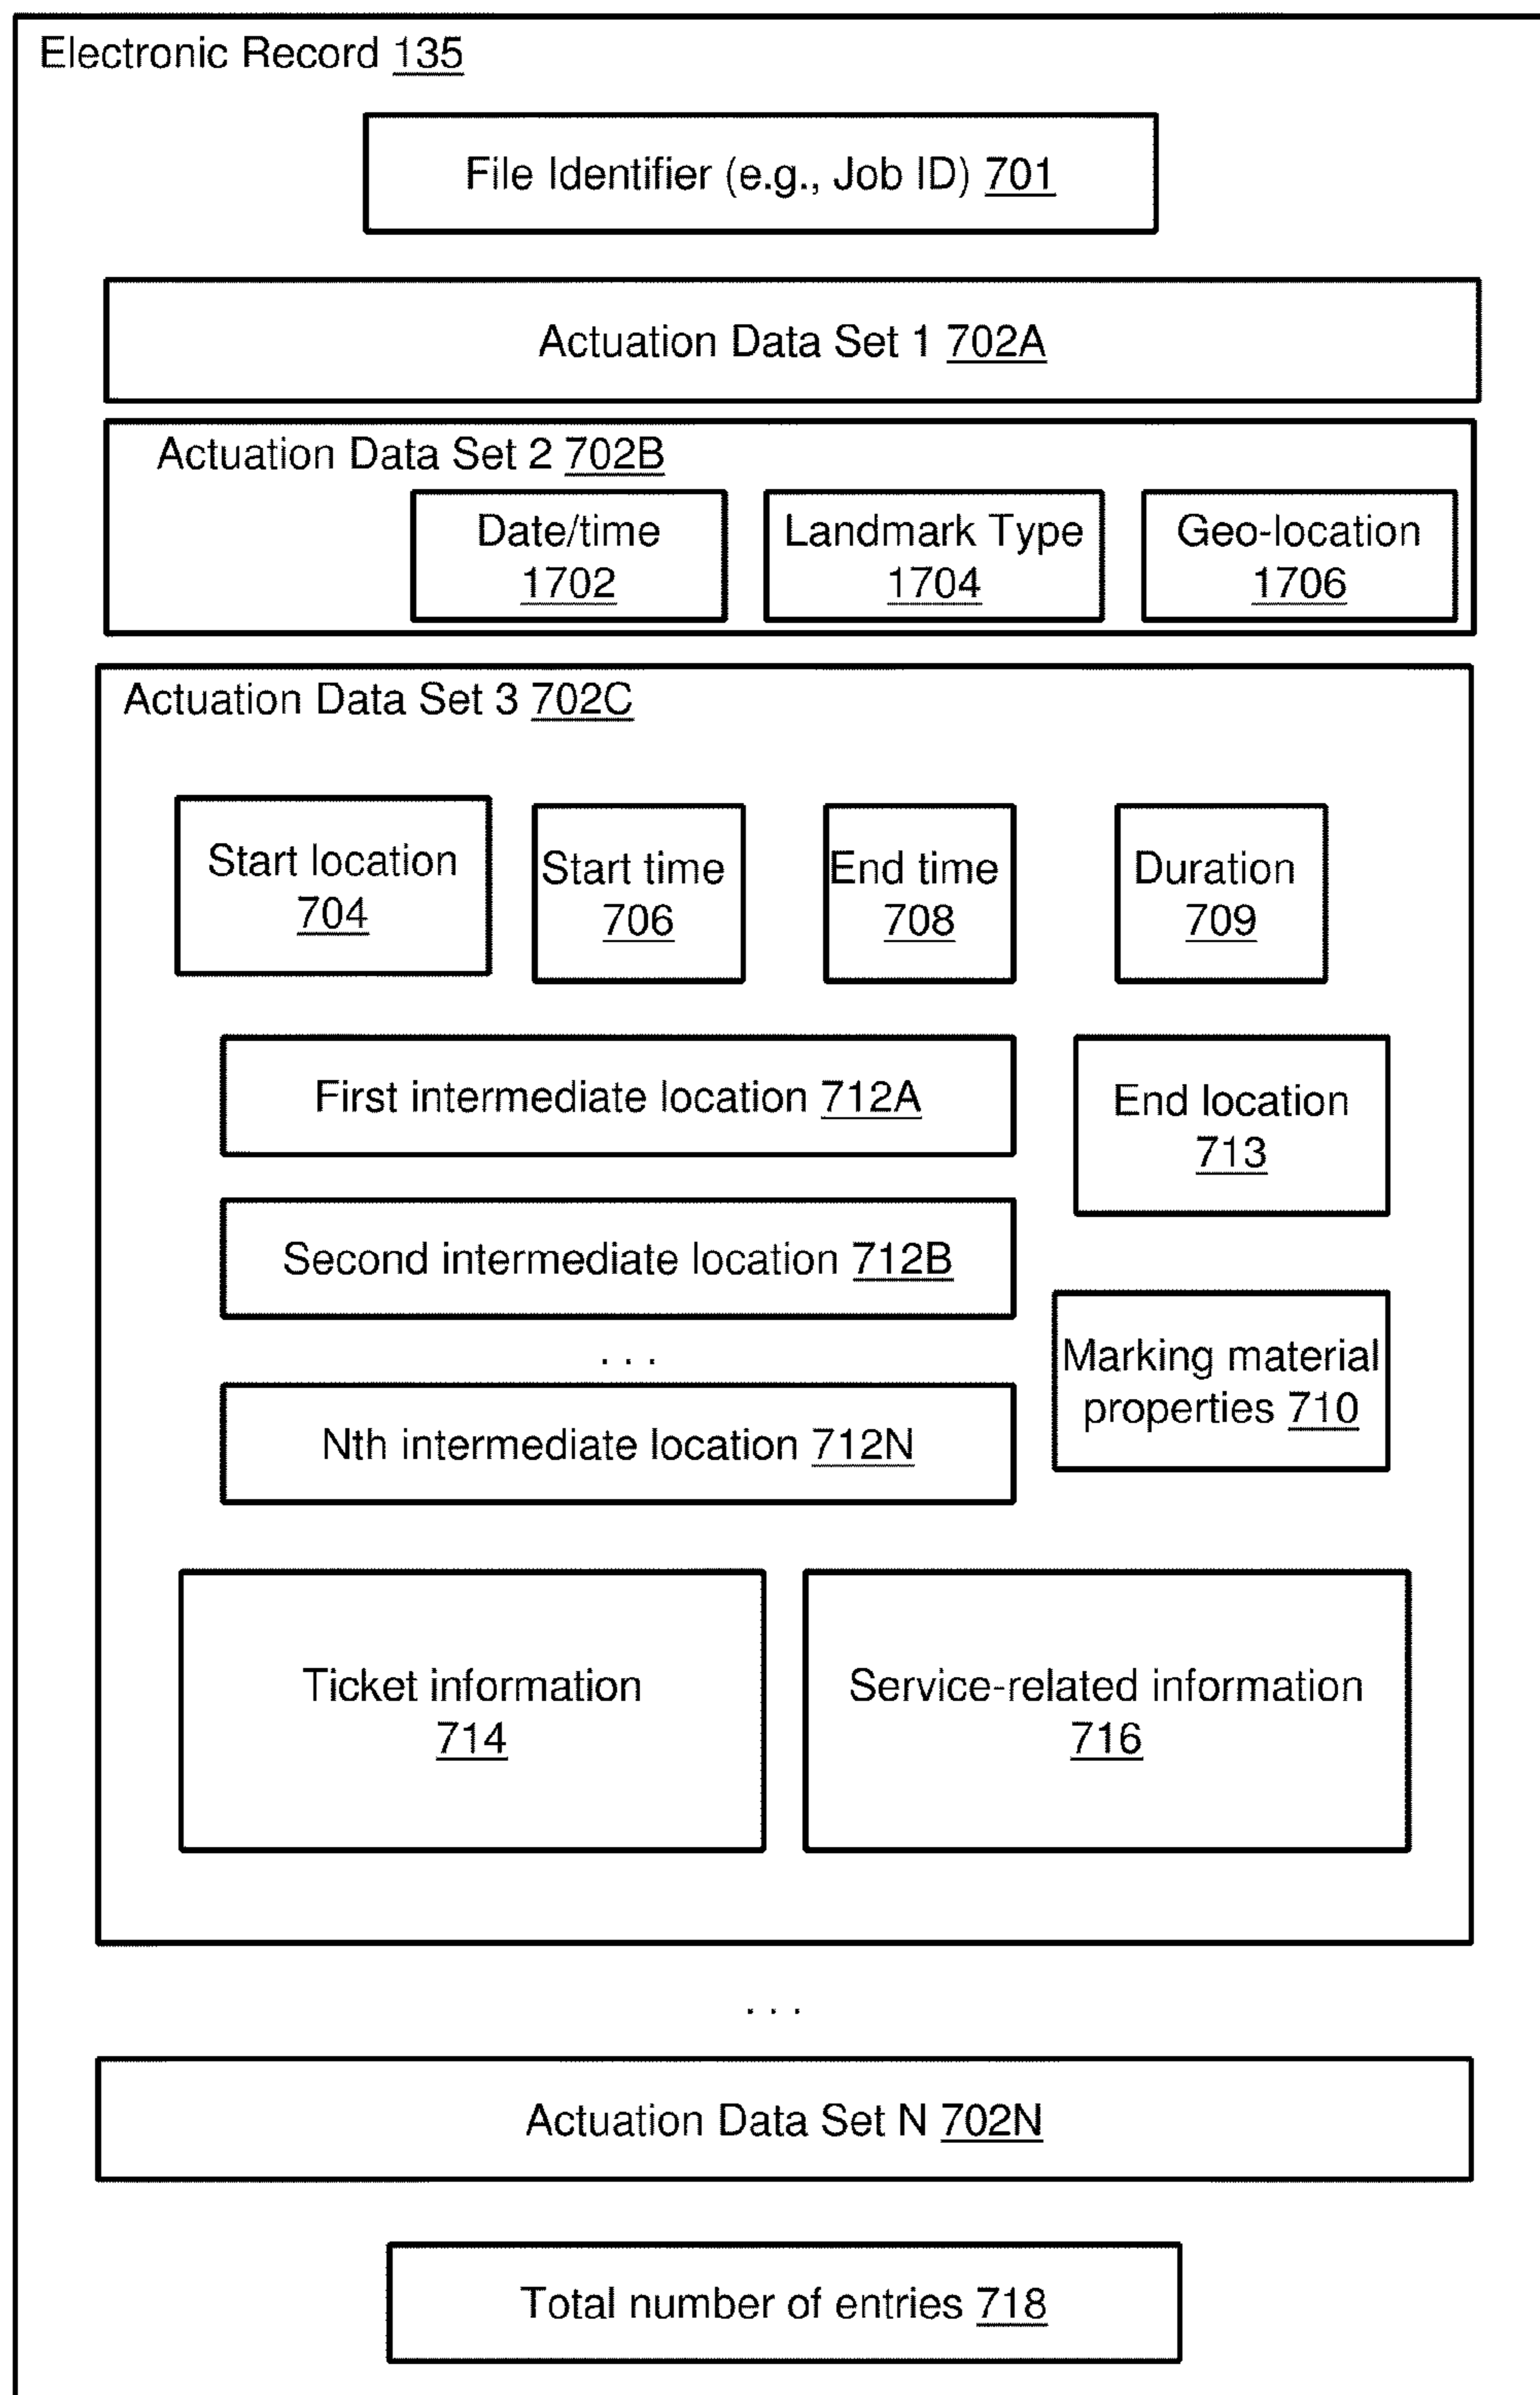 Electronic Record 135
File Identifier (e.g., Job ID) 701
Actuation Data Set 1 702A
Actuation Data Set 2 702B
Date/time
1702
Landmark Type
1704
Geo-location
1706
Actuation Data Set 3 702C
Start location
704
Start time
706
End time
708
Duration
709
First intermediate location 712A
End location
713
Second intermediate location 712B
. . .
Marking material
properties 710
Nth intermediate location 712N
Ticket information
714
Service-related information
716
. . .
Actuation Data Set N 702N
Total number of entries 718